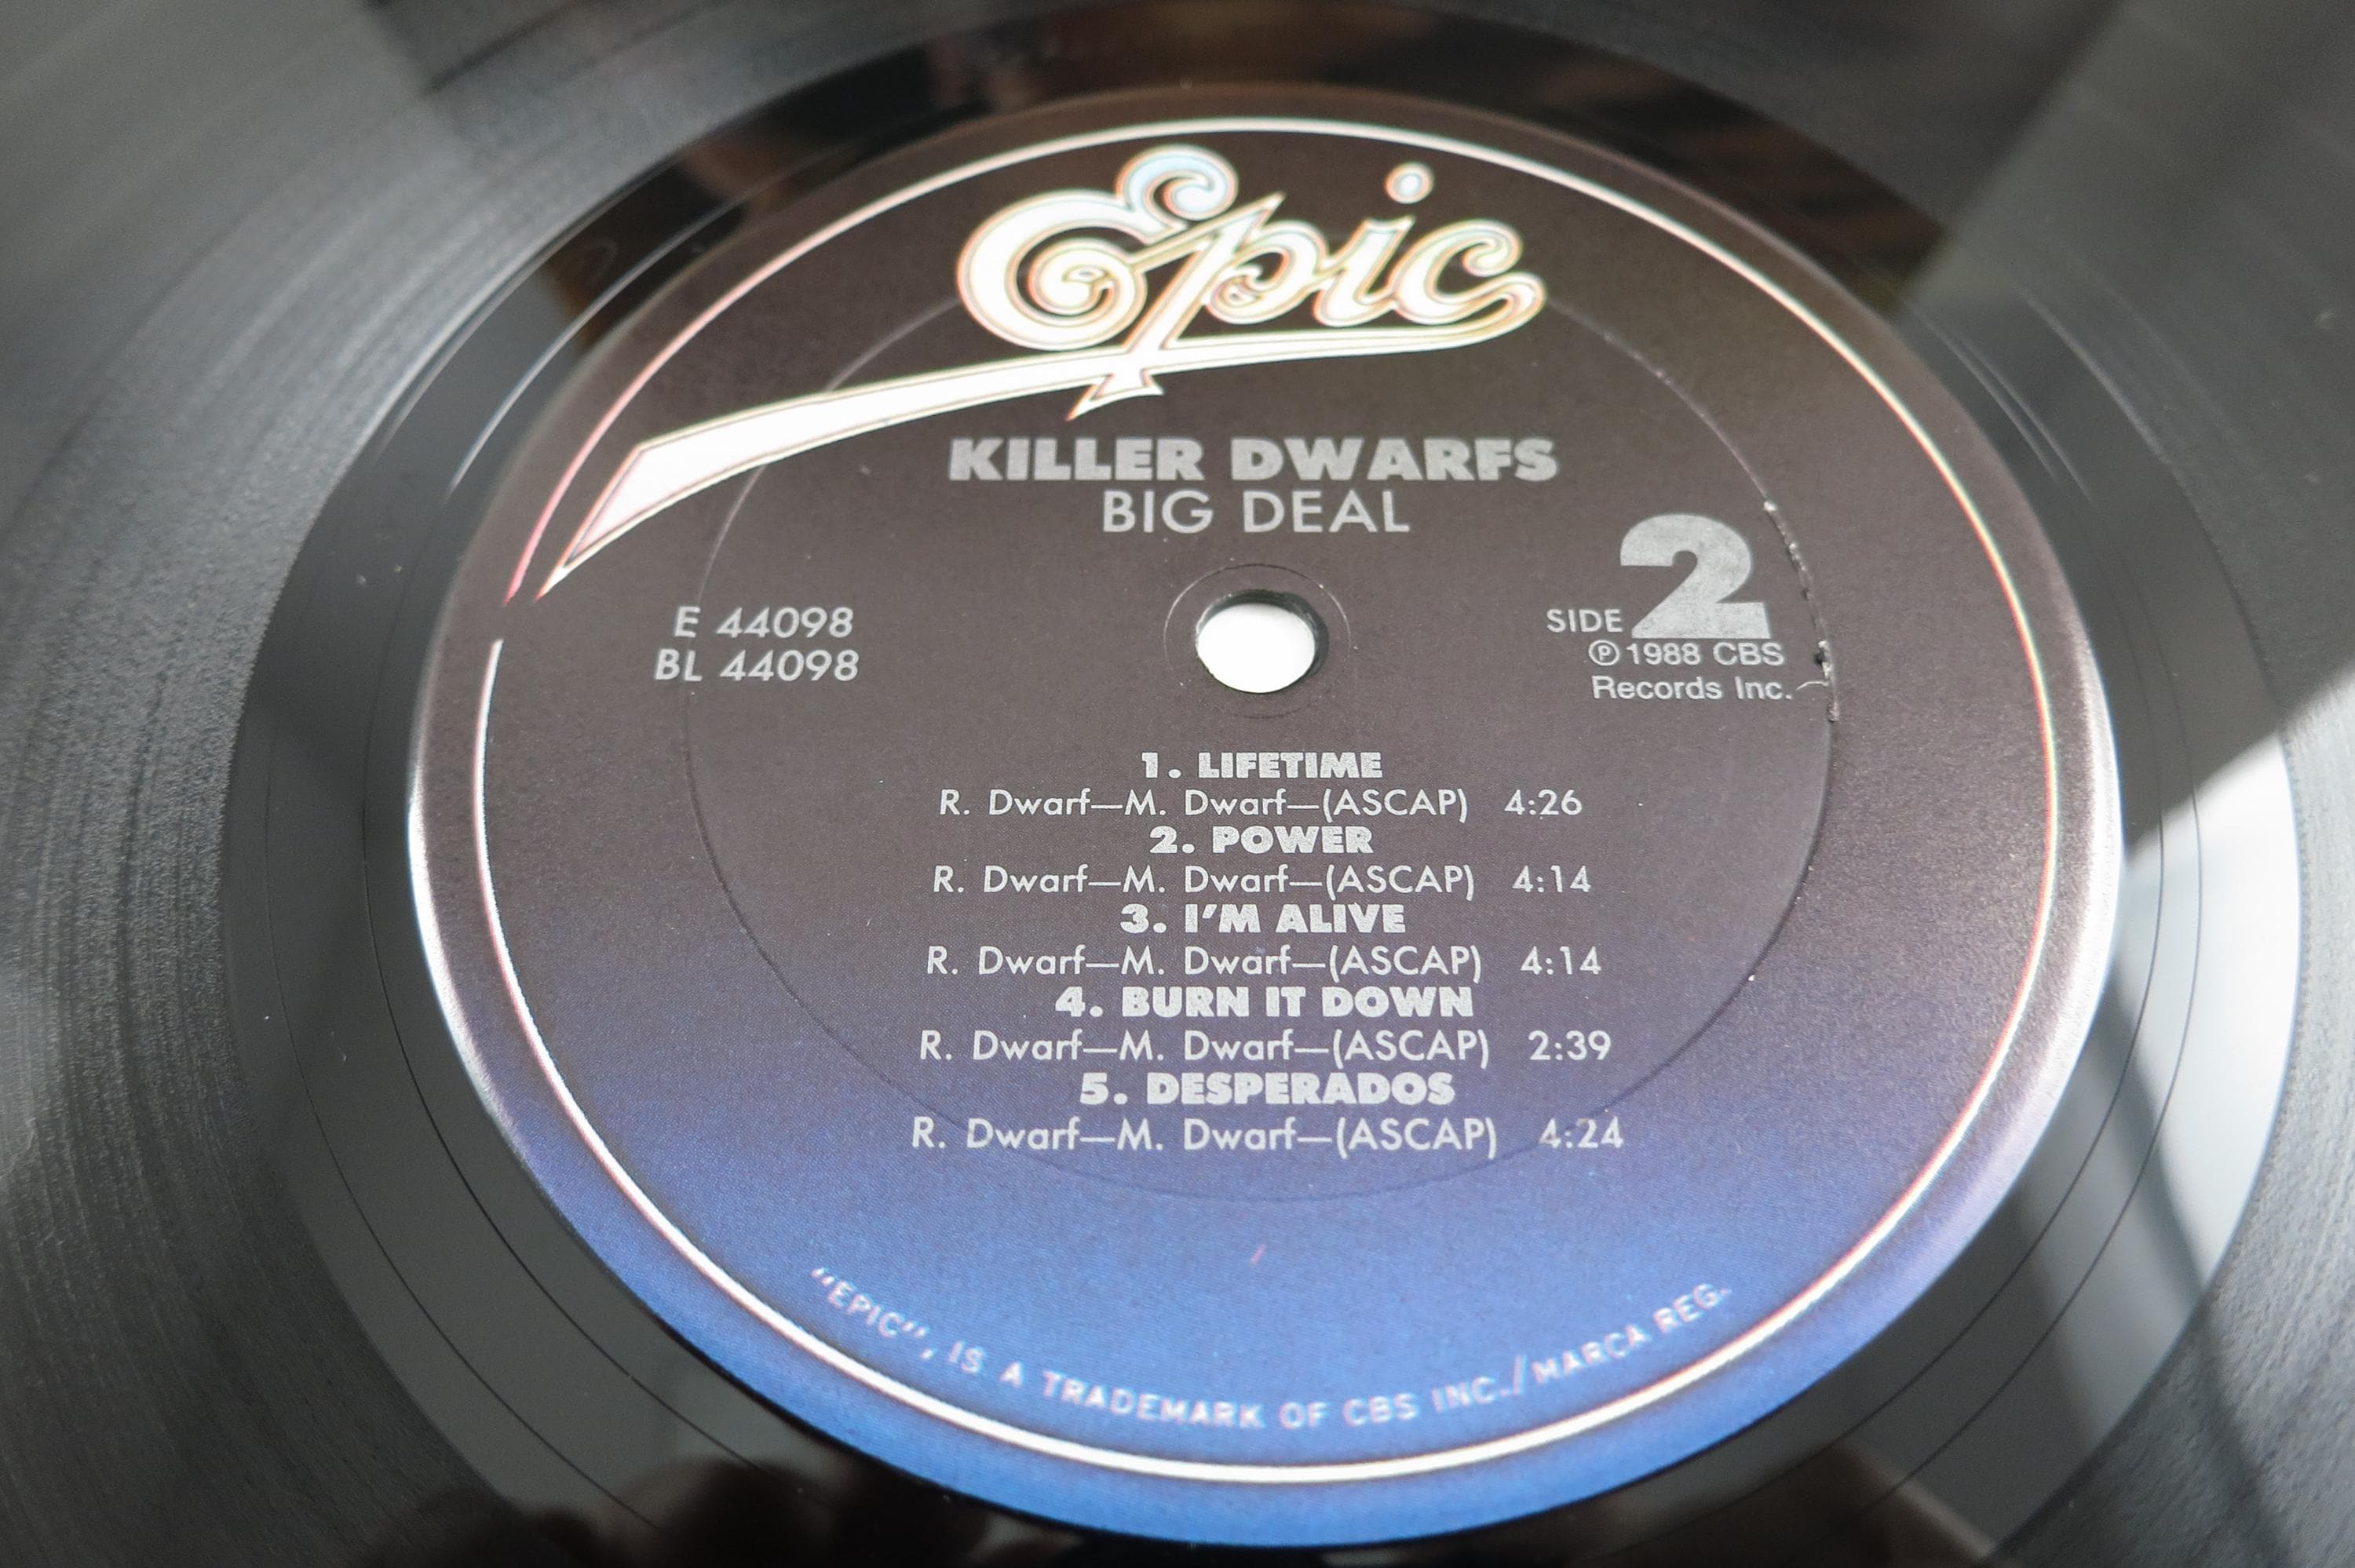 Epic
KILLER DWARFS
BIG DEAL
E 44098
BL 44098
SIDE 2
℗ 1988 CBS
Records Inc.
1. LIFETIME
R. Dwarf—M. Dwarf—(ASCAP) 4:26
2. POWER
R. Dwarf—M. Dwarf—(ASCAP) 4:14
3. I'M ALIVE
R. Dwarf—M. Dwarf—(ASCAP) 4:14
4. BURN IT DOWN
R. Dwarf—M. Dwarf—(ASCAP) 2:39
5. DESPERADOS
R. Dwarf—M. Dwarf—(ASCAP) 4:24
"EPIC", IS A TRADEMARK OF CBS INC./MARCA REG.